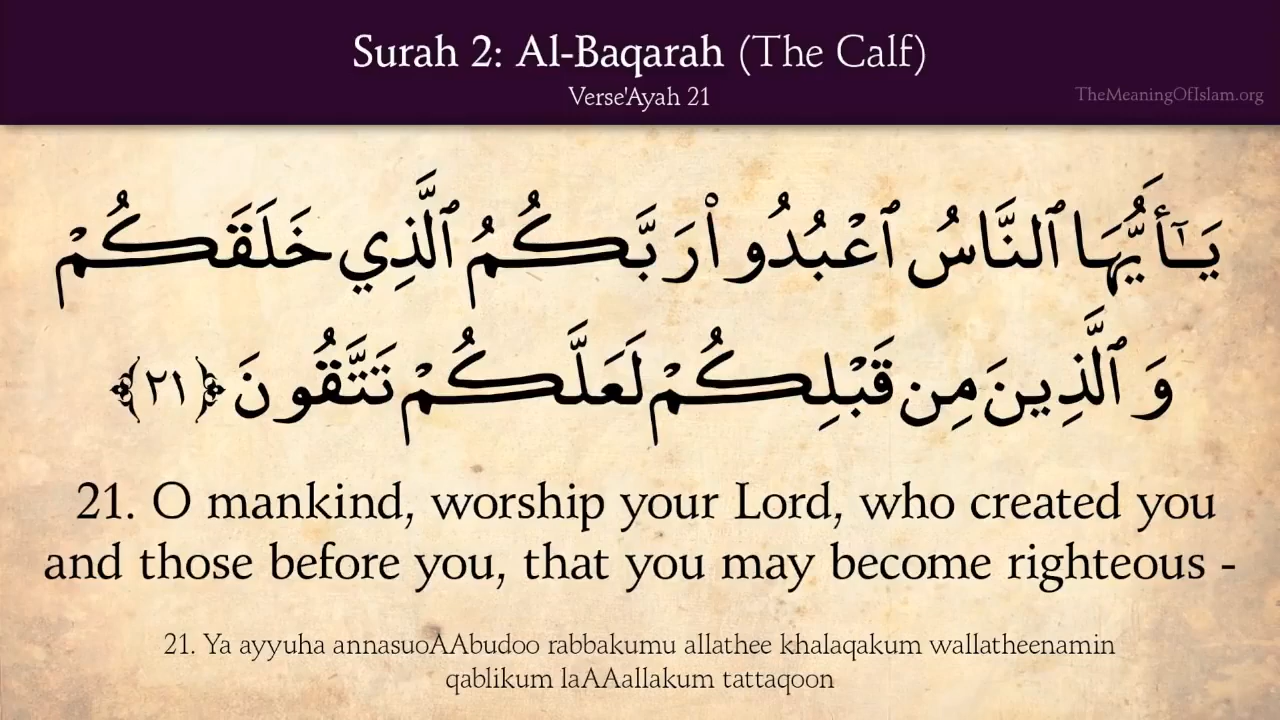 Surah 2: Al-Baqarah (The Calf)
Verse'Ayah 21
TheMeaningOfIslam.org
يَـٰٓأَيُّهَا ٱلنَّاسُ ٱعْبُدُوا۟ رَبَّكُمُ ٱلَّذِي خَلَقَكُمْ
وَٱلَّذِينَ مِن قَبْلِكُمْ لَعَلَّكُمْ تَتَّقُونَ ﴿٢١﴾
21. O mankind, worship your Lord, who created you
and those before you, that you may become righteous -
21. Ya ayyuha annasuoAAbudoo rabbakumu allathee khalaqakum wallatheenamin
qablikum laAAallakum tattaqoon